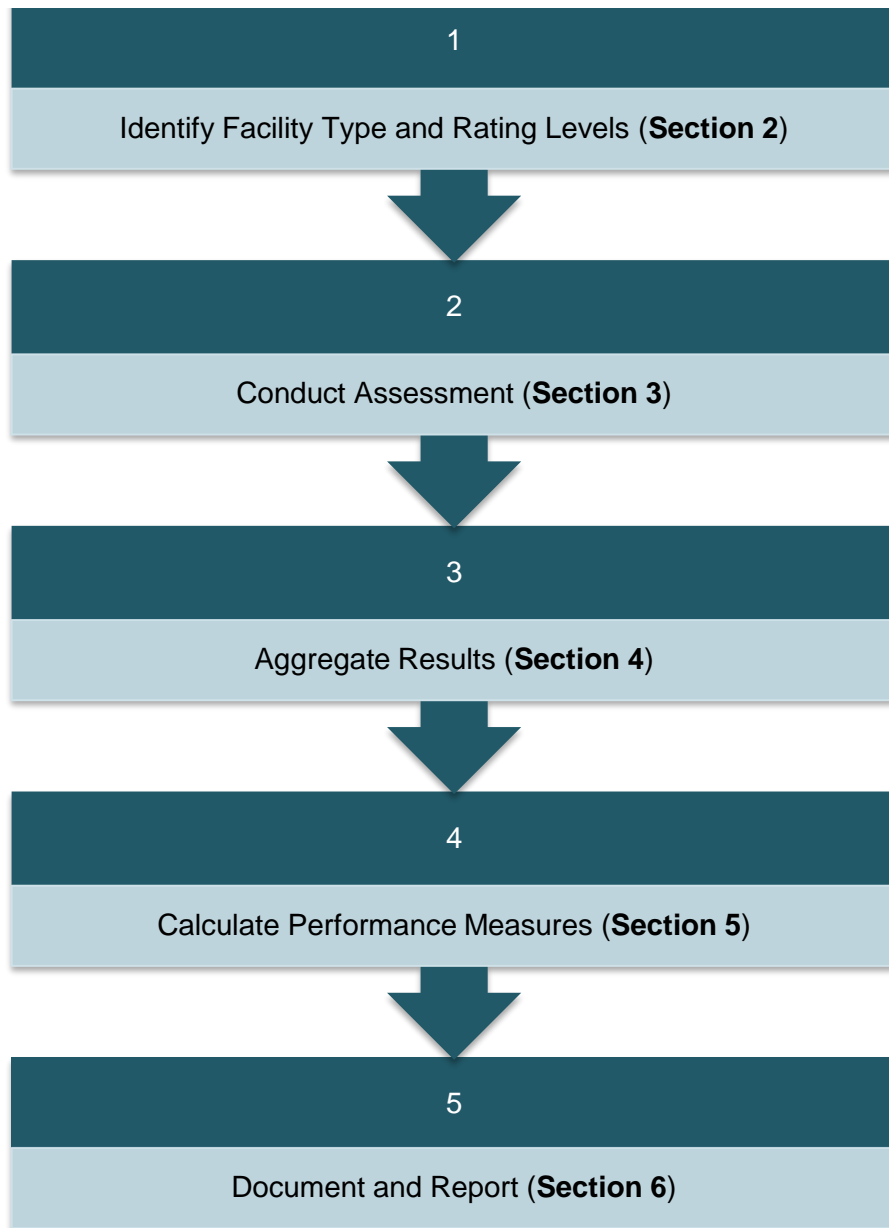 1
Identify Facility Type and Rating Levels (Section 2)
2
Conduct Assessment (Section 3)
3
Aggregate Results (Section 4)
4
Calculate Performance Measures (Section 5)
5
Document and Report (Section 6)